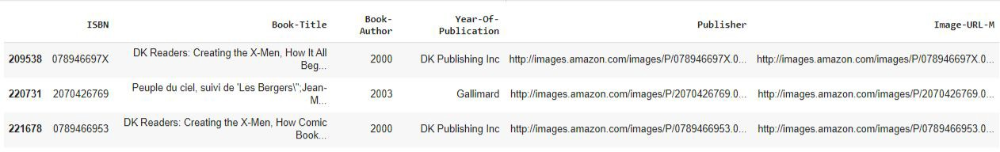 ISBN Book-Title Book-Author Year-Of-Publication Publisher Image-URL-M
209538 078946697X DK Readers: Creating the X-Men, How It All Beg... 2000 DK Publishing Inc http://images.amazon.com/images/P/078946697X.0... http://images.amazon.com/images/P/078946697X.0...
220731 2070426769 Peuple du ciel, suivi de 'Les Bergers\";Jean-M... 2003 Gallimard http://images.amazon.com/images/P/2070426769.0... http://images.amazon.com/images/P/2070426769.0...
221678 0789466953 DK Readers: Creating the X-Men, How Comic Book... 2000 DK Publishing Inc http://images.amazon.com/images/P/0789466953.0... http://images.amazon.com/images/P/0789466953.0...